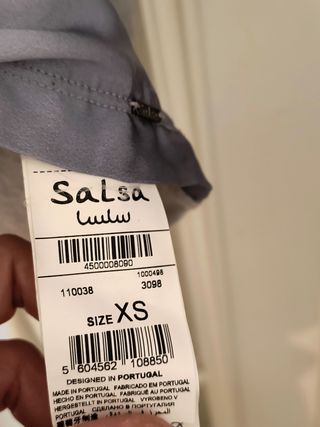 Salsa
سلسا
4500008090
1000498
110038 3098
SIZE XS
5 604562 108850
DESIGNED IN PORTUGAL
MADE IN PORTUGAL FABRICADO EM PORTUGAL
HECHO EN PORTUGAL FABRIQUÉ AU PORTUGAL
HERGESTELLT IN PORTUGAL VYROBENO V
PORTUGAL СДЕЛАНО В ПОРТУГАЛИИ